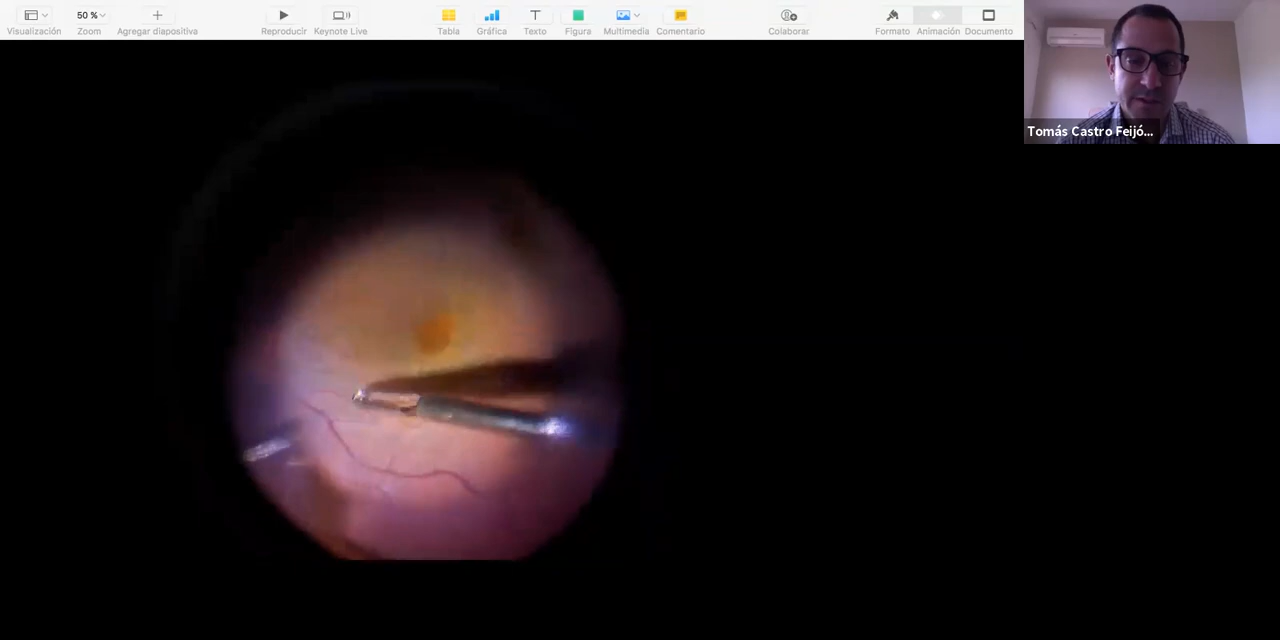 50 %
Visualización
Zoom
Agregar diapositiva
Reproducir
Keynote Live
Tabla
Gráfica
Texto
Figura
Multimedia
Comentario
Colaborar
Formato
Animación
Documento
Tomás Castro Feijó...